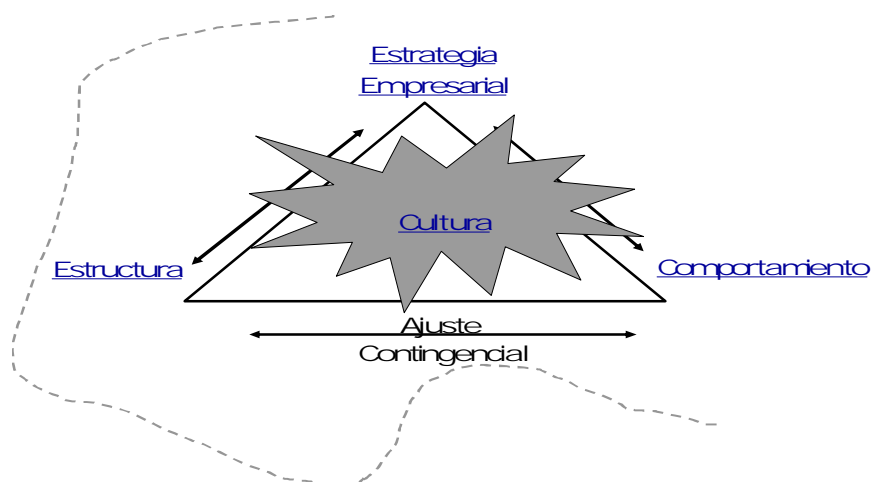 Estrategia
Empresarial
Cultura
Estructura
Comportamiento
Ajuste
Contingencial